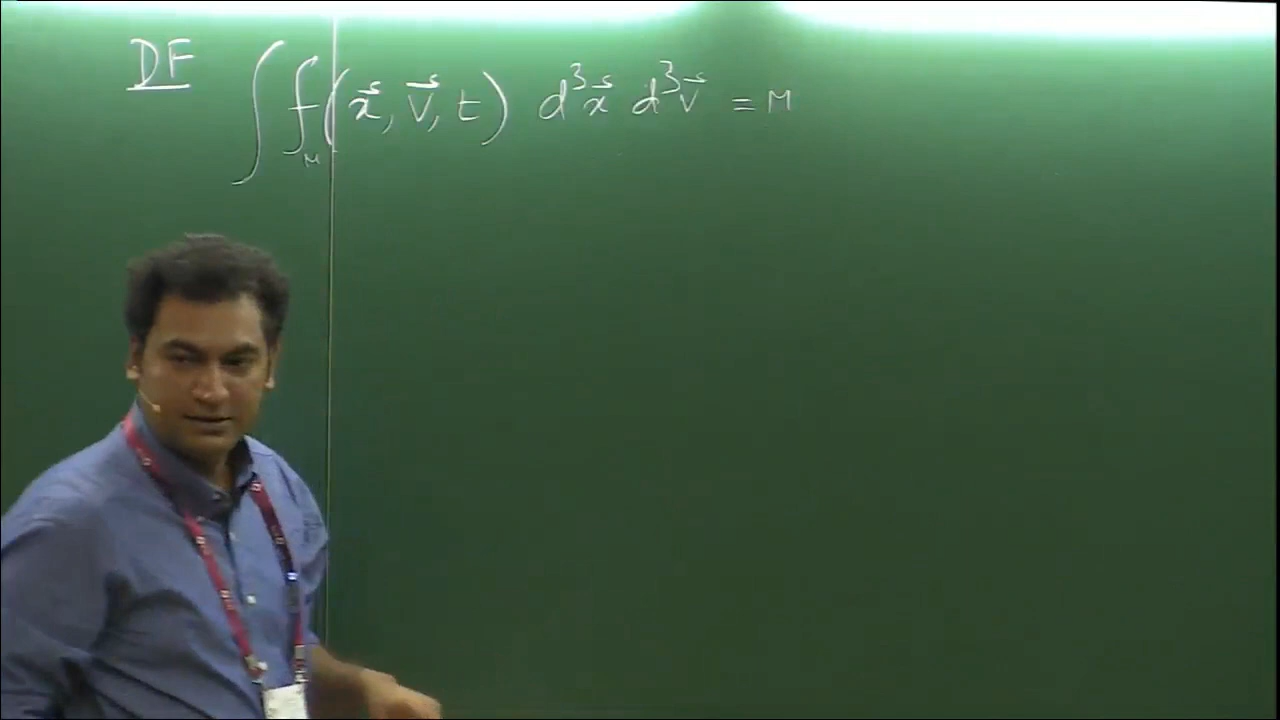 DF ∫ f_M (x⃗, v⃗, t) d³x⃗ d³v⃗ = M